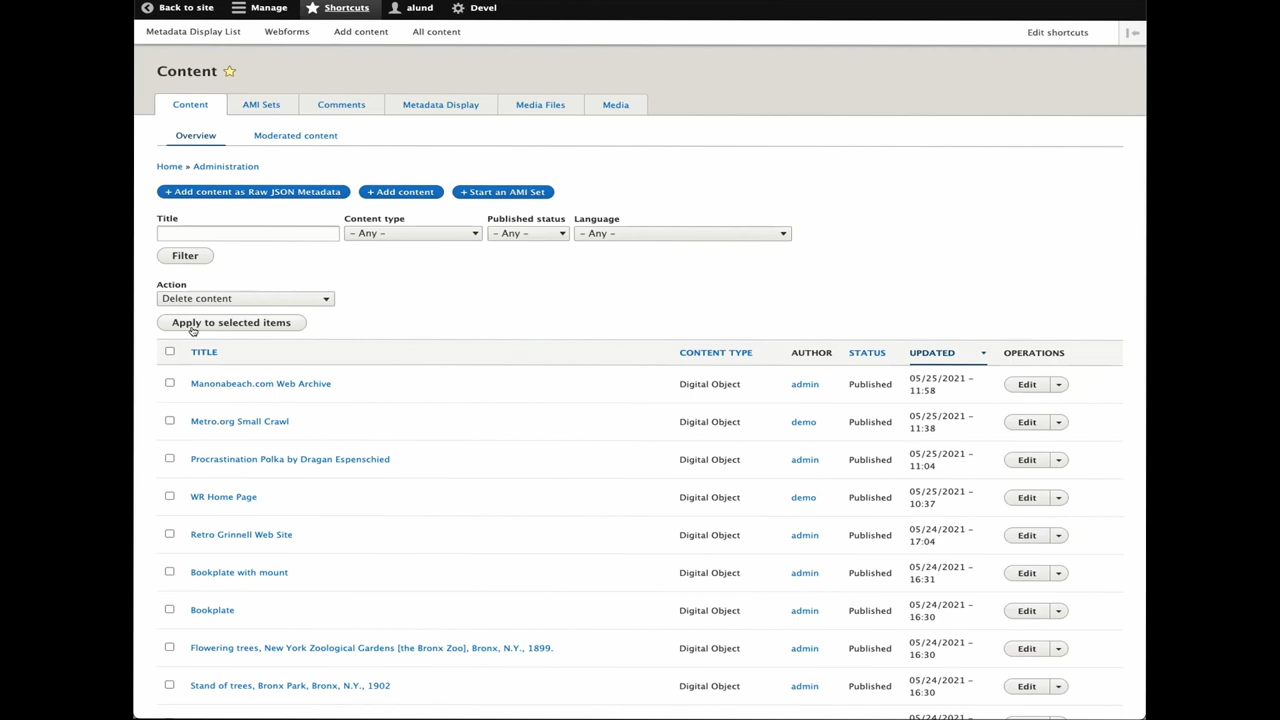 Back to site Manage Shortcuts alund Devel
Metadata Display List Webforms Add content All content Edit shortcuts
Content
Content AMI Sets Comments Metadata Display Media Files Media
Overview Moderated content
Home » Administration
+ Add content as Raw JSON Metadata + Add content + Start an AMI Set
Title Content type Published status Language
- Any - - Any - - Any -
Filter
Action
Delete content
Apply to selected items
TITLE CONTENT TYPE AUTHOR STATUS UPDATED OPERATIONS
Manonabeach.com Web Archive Digital Object admin Published 05/25/2021 - Edit
11:58
Metro.org Small Crawl Digital Object demo Published 05/25/2021 - Edit
11:38
Procrastination Polka by Dragan Espenschied Digital Object admin Published 05/25/2021 - Edit
11:04
WR Home Page Digital Object demo Published 05/25/2021 - Edit
10:37
Retro Grinnell Web Site Digital Object admin Published 05/24/2021 - Edit
17:04
Bookplate with mount Digital Object admin Published 05/24/2021 - Edit
16:31
Bookplate Digital Object admin Published 05/24/2021 - Edit
16:30
Flowering trees, New York Zoological Gardens [the Bronx Zoo], Bronx, N.Y., 1899. Digital Object admin Published 05/24/2021 - Edit
16:30
Stand of trees, Bronx Park, Bronx, N.Y., 1902 Digital Object admin Published 05/24/2021 - Edit
16:30